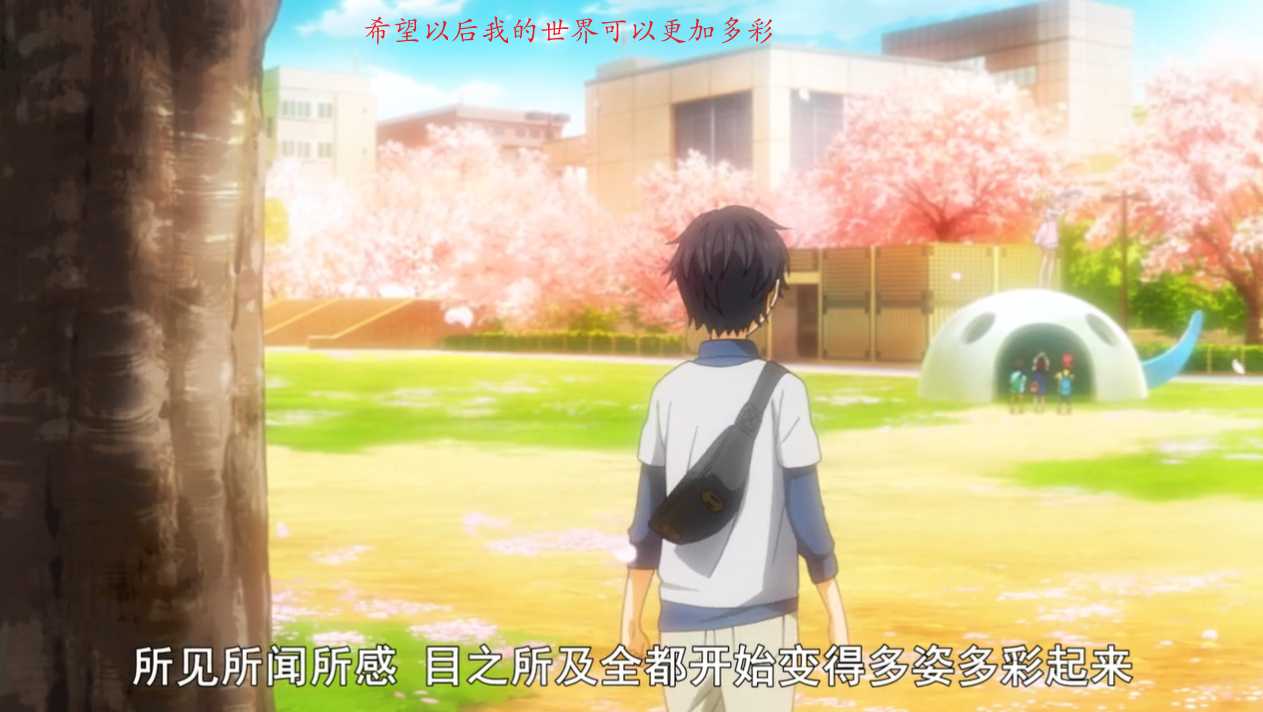 希望以后我的世界可以更加多彩
所见所闻所感 目之所及全都开始变得多姿多彩起来